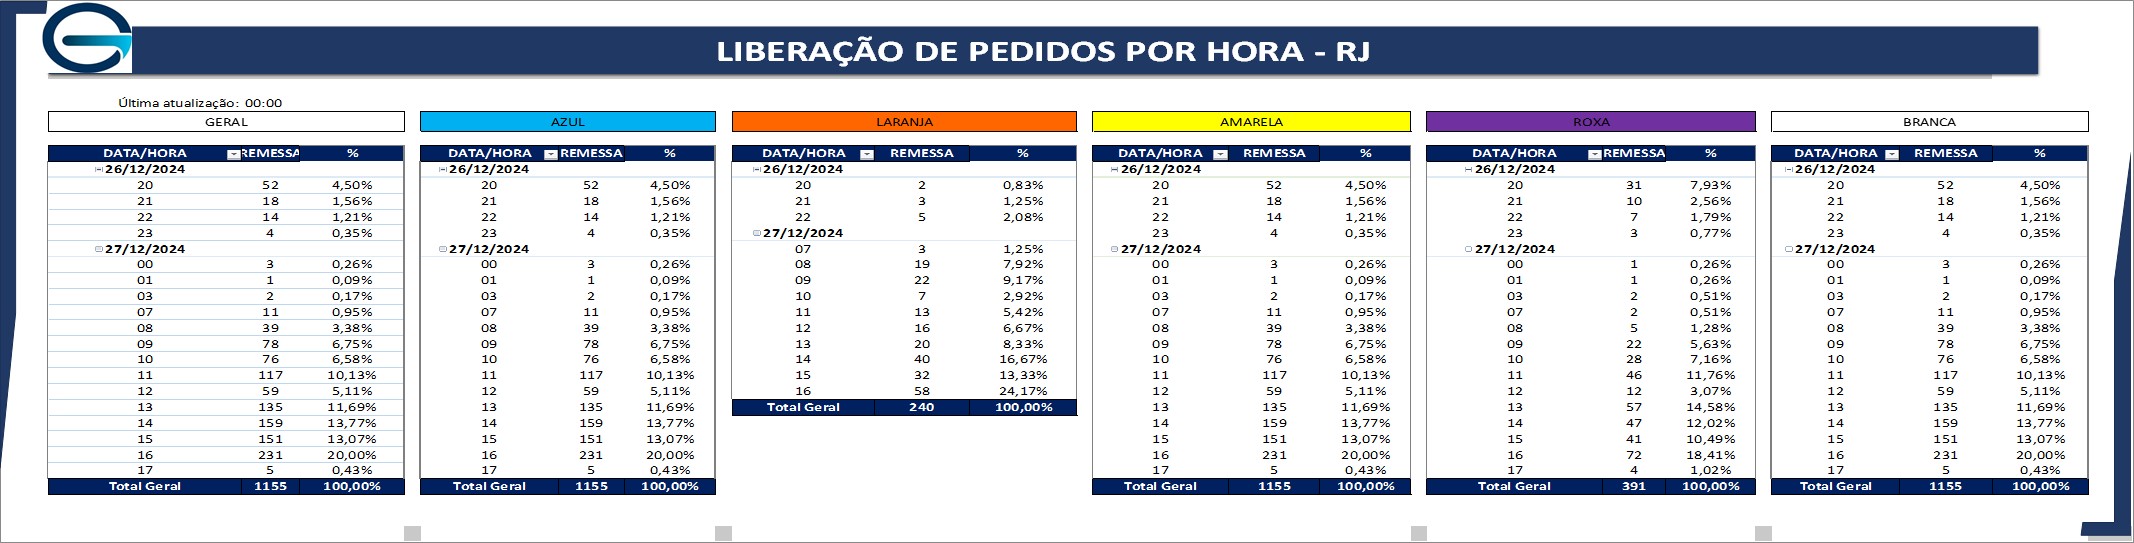 LIBERAÇÃO DE PEDIDOS POR HORA - RJ
Última atualização: 00:00
GERAL
DATA/HORA REMESSA %
26/12/2024
20 52 4,50%
21 18 1,56%
22 14 1,21%
23 4 0,35%
27/12/2024
00 3 0,26%
01 1 0,09%
03 2 0,17%
07 11 0,95%
08 39 3,38%
09 78 6,75%
10 76 6,58%
11 117 10,13%
12 59 5,11%
13 135 11,69%
14 159 13,77%
15 151 13,07%
16 231 20,00%
17 5 0,43%
Total Geral 1155 100,00%
AZUL
DATA/HORA REMESSA %
26/12/2024
20 52 4,50%
21 18 1,56%
22 14 1,21%
23 4 0,35%
27/12/2024
00 3 0,26%
01 1 0,09%
03 2 0,17%
07 11 0,95%
08 39 3,38%
09 78 6,75%
10 76 6,58%
11 117 10,13%
12 59 5,11%
13 135 11,69%
14 159 13,77%
15 151 13,07%
16 231 20,00%
17 5 0,43%
Total Geral 1155 100,00%
LARANJA
DATA/HORA REMESSA %
26/12/2024
20 2 0,83%
21 3 1,25%
22 5 2,08%
27/12/2024
07 3 1,25%
08 19 7,92%
09 22 9,17%
10 7 2,92%
11 13 5,42%
12 16 6,67%
13 20 8,33%
14 40 16,67%
15 32 13,33%
16 58 24,17%
Total Geral 240 100,00%
AMARELA
DATA/HORA REMESSA %
26/12/2024
20 52 4,50%
21 18 1,56%
22 14 1,21%
23 4 0,35%
27/12/2024
00 3 0,26%
01 1 0,09%
03 2 0,17%
07 11 0,95%
08 39 3,38%
09 78 6,75%
10 76 6,58%
11 117 10,13%
12 59 5,11%
13 135 11,69%
14 159 13,77%
15 151 13,07%
16 231 20,00%
17 5 0,43%
Total Geral 1155 100,00%
ROXA
DATA/HORA REMESSA %
26/12/2024
20 31 7,93%
21 10 2,56%
22 7 1,79%
23 3 0,77%
27/12/2024
00 1 0,26%
01 1 0,26%
03 2 0,51%
07 2 0,51%
08 5 1,28%
09 22 5,63%
10 28 7,16%
11 46 11,76%
12 12 3,07%
13 57 14,58%
14 47 12,02%
15 41 10,49%
16 72 18,41%
17 4 1,02%
Total Geral 391 100,00%
BRANCA
DATA/HORA REMESSA %
26/12/2024
20 52 4,50%
21 18 1,56%
22 14 1,21%
23 4 0,35%
27/12/2024
00 3 0,26%
01 1 0,09%
03 2 0,17%
07 11 0,95%
08 39 3,38%
09 78 6,75%
10 76 6,58%
11 117 10,13%
12 59 5,11%
13 135 11,69%
14 159 13,77%
15 151 13,07%
16 231 20,00%
17 5 0,43%
Total Geral 1155 100,00%